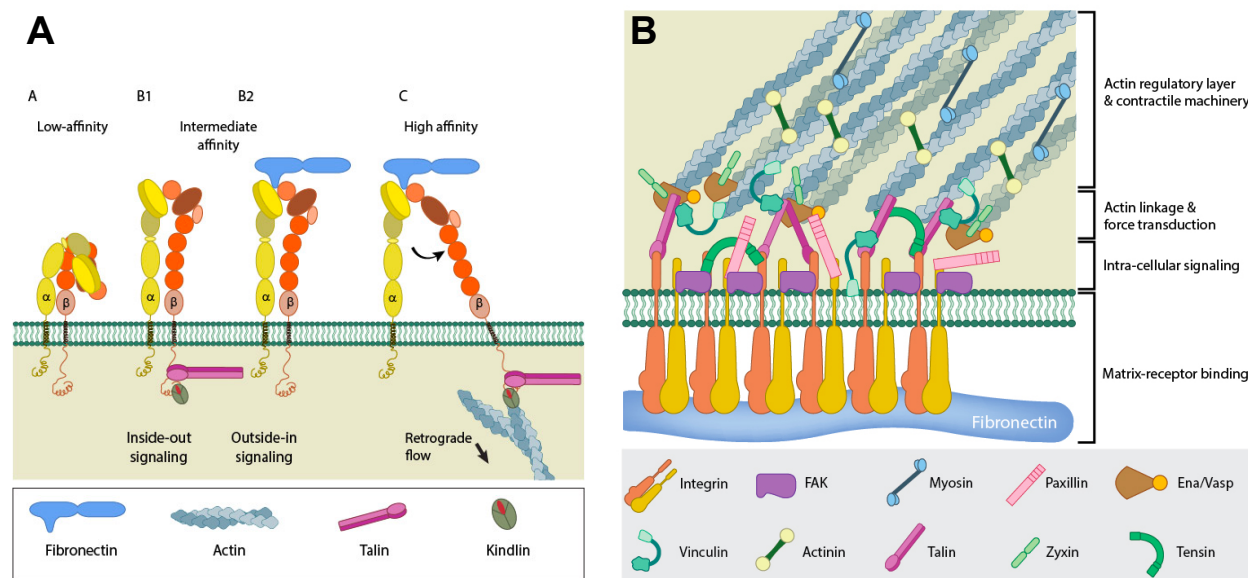 A
A
B1
B2
C
Low-affinity
Intermediate
affinity
High affinity
α
β
α
β
α
β
α
β
Inside-out
signaling
Outside-in
signaling
Retrograde
flow
Fibronectin
Actin
Talin
Kindlin
B
Actin regulatory layer
& contractile machinery
Actin linkage &
force transduction
Intra-cellular signaling
Matrix-receptor binding
Fibronectin
Integrin
FAK
Myosin
Paxillin
Ena/Vasp
Vinculin
Actinin
Talin
Zyxin
Tensin